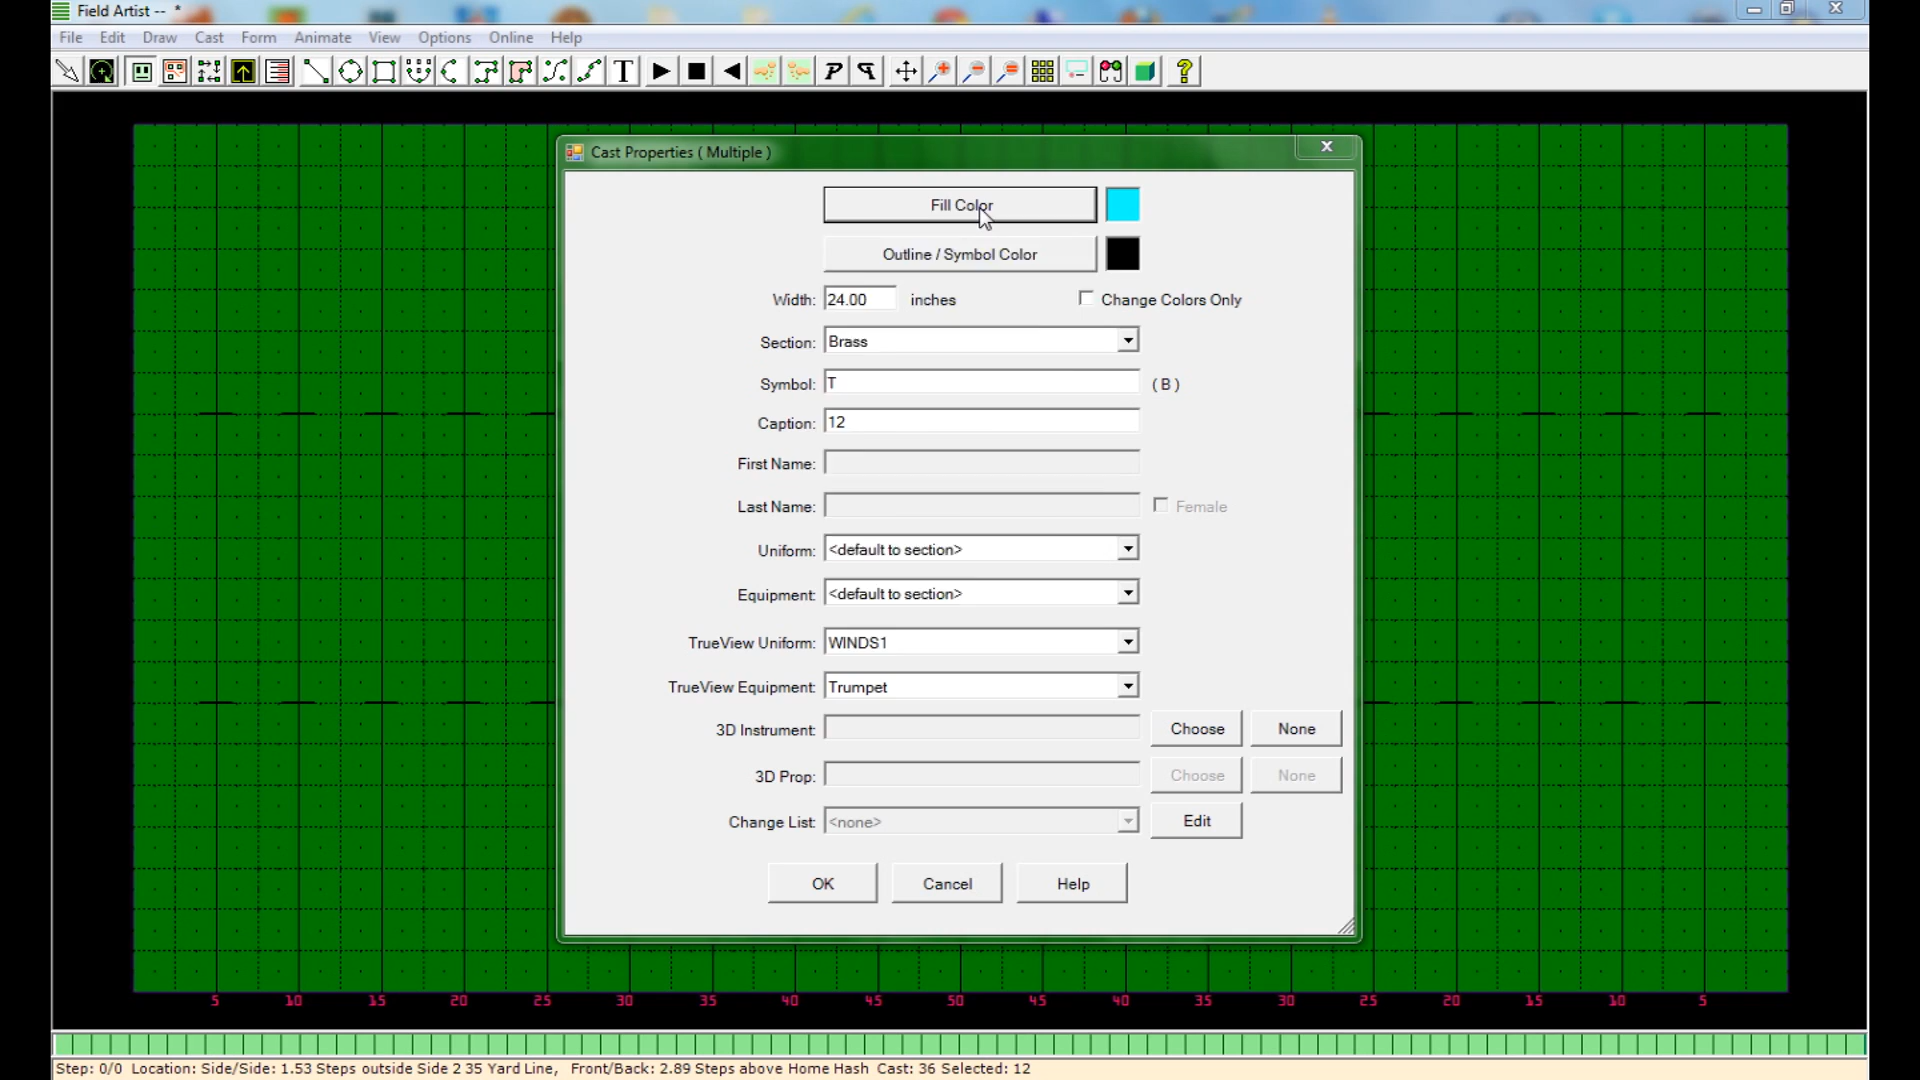 Field Artist -- *
File Edit Draw Cast Form Animate View Options Online Help
T P ?
Cast Properties ( Multiple )
Fill Color
Outline / Symbol Color
Width: 24.00 inches Change Colors Only
Section: Brass
Symbol: T ( B )
Caption: 12
First Name:
Last Name: Female
Uniform: <default to section>
Equipment: <default to section>
TrueView Uniform: WINDS1
TrueView Equipment: Trumpet
3D Instrument: Choose None
3D Prop: Choose None
Change List: <none> Edit
OK Cancel Help
5 10 15 20 25 30 35 40 45 50 45 40 35 30 25 20 15 10 5
Step: 0/0 Location: Side/Side: 1.53 Steps outside Side 2 35 Yard Line, Front/Back: 2.89 Steps above Home Hash Cast: 36 Selected: 12